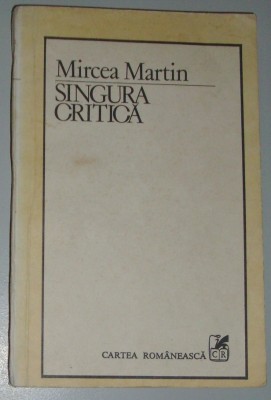 Mircea Martin
SINGURA
CRITICĂ
CARTEA ROMÂNEASCĂ CR